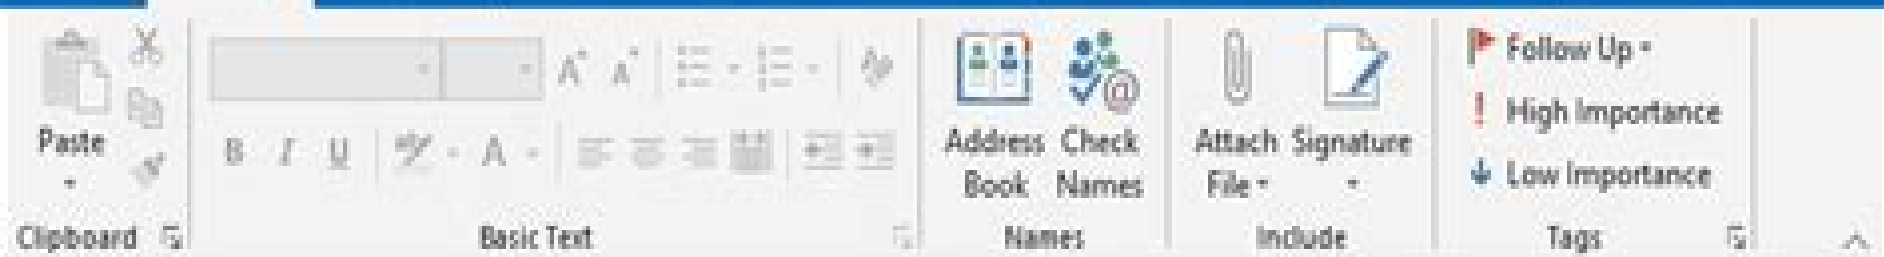 Paste
B I U A
A A
Address Book
Check Names
Attach File
Signature
Follow Up
High Importance
Low Importance
Clipboard
Basic Text
Names
Include
Tags